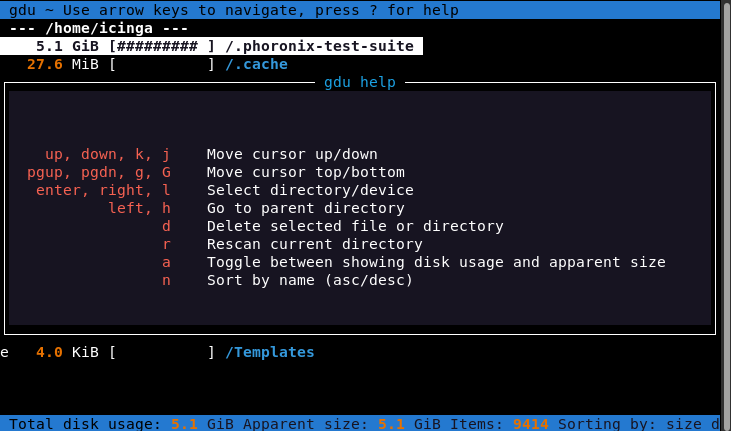 gdu ~ Use arrow keys to navigate, press ? for help
--- /home/icinga ---
5.1 GiB [######### ] /.phoronix-test-suite
27.6 MiB [          ] /.cache
gdu help
up, down, k, j    Move cursor up/down
pgup, pgdn, g, G    Move cursor top/bottom
enter, right, l    Select directory/device
left, h    Go to parent directory
d    Delete selected file or directory
r    Rescan current directory
a    Toggle between showing disk usage and apparent size
n    Sort by name (asc/desc)
e    4.0 KiB [          ] /Templates
Total disk usage: 5.1 GiB Apparent size: 5.1 GiB Items: 9414 Sorting by: size d